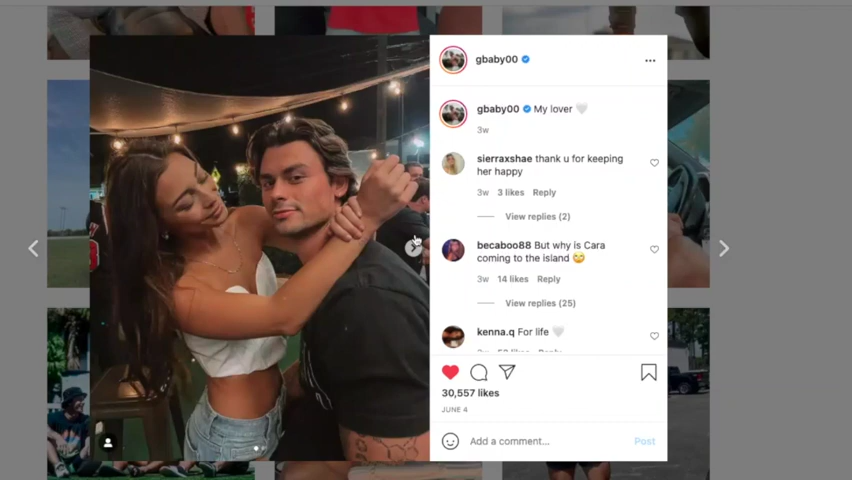 gbaby00
gbaby00 My lover 🤍
3w
sierraxshae thank u for keeping
her happy
3w 3 likes Reply
View replies (2)
becaboo88 But why is Cara
coming to the island 🙄
3w 14 likes Reply
View replies (25)
kenna.q For life 🤍
30,557 likes
JUNE 4
Add a comment...
Post